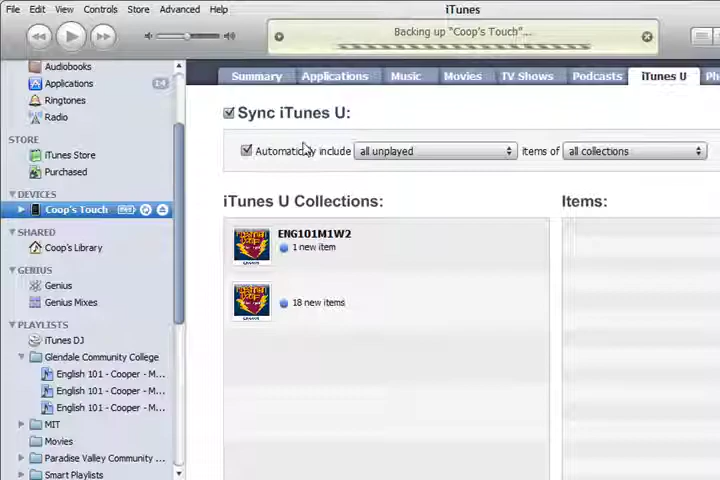 File Edit View Controls Store Advanced Help
iTunes
Backing up "Coop's Touch"...
Audiobooks
Applications
14
Ringtones
Radio
STORE
iTunes Store
Purchased
DEVICES
Coop's Touch
SHARED
Coop's Library
GENIUS
Genius
Genius Mixes
PLAYLISTS
iTunes DJ
Glendale Community College
English 101 - Cooper - M...
English 101 - Cooper - M...
English 101 - Cooper - M...
MIT
Movies
Paradise Valley Community ...
Smart Playlists
Summary Applications Music Movies TV Shows Podcasts iTunes U Ph
Sync iTunes U:
Automatically include all unplayed items of all collections
iTunes U Collections:
Items:
ENG101M1W2
1 new item
18 new items